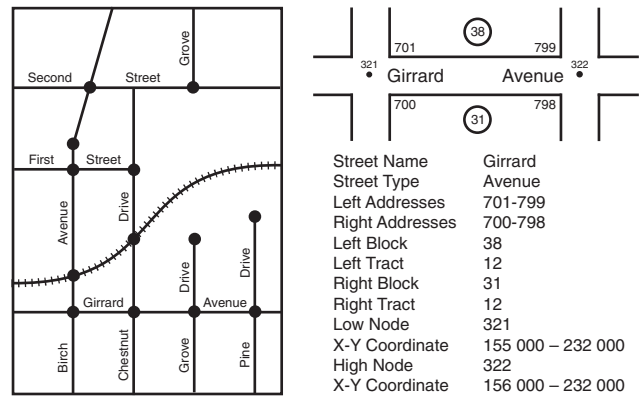 Grove
Second Street
First Street
Avenue
Drive
Drive
Drive
Girrard Avenue
Birch
Chestnut
Grove
Pine
701 38 799
321 Girrard Avenue 322
700 31 798
Street Name Girrard
Street Type Avenue
Left Addresses 701-799
Right Addresses 700-798
Left Block 38
Left Tract 12
Right Block 31
Right Tract 12
Low Node 321
X-Y Coordinate 155 000 – 232 000
High Node 322
X-Y Coordinate 156 000 – 232 000